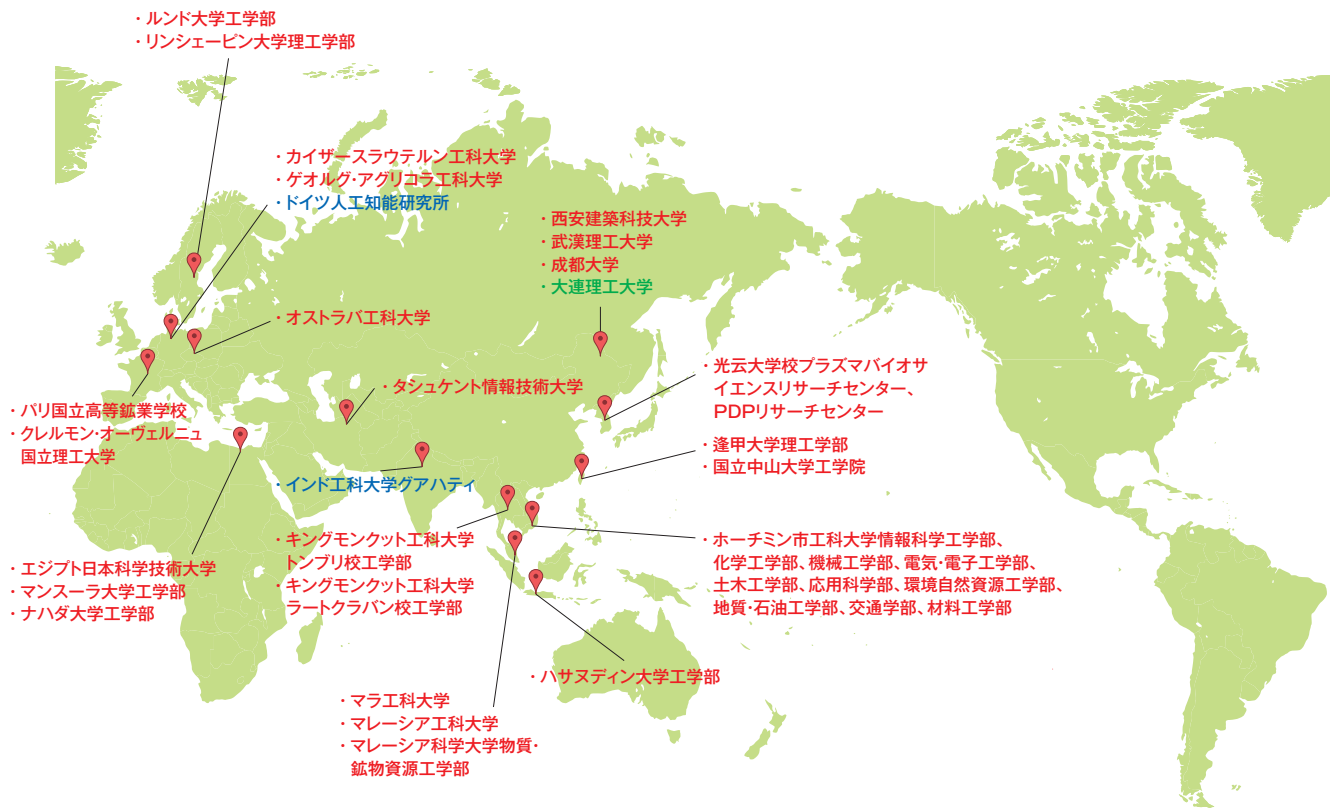 ・ルンド大学工学部
・リンシェーピン大学理工学部
・カイザースラウテルン工科大学
・ゲオルグ・アグリコラ工科大学
・ドイツ人工知能研究所
・西安建築科技大学
・武漢理工大学
・成都大学
・大連理工大学
・オストラバ工科大学
・光云大学校プラズマバイオサ
イエンスリサーチセンター、
PDPリサーチセンター
・タシュケント情報技術大学
・パリ国立高等鉱業学校
・クレルモン・オーヴェルニュ
国立理工大学
・逢甲大学理工学部
・国立中山大学工学院
・インド工科大学グアハティ
・キングモンクット工科大学
トンブリ校工学部
・キングモンクット工科大学
ラートクラバン校工学部
・ホーチミン市工科大学情報科学工学部、
化学工学部、機械工学部、電気・電子工学部、
土木工学部、応用科学部、環境自然資源工学部、
地質・石油工学部、交通学部、材料工学部
・エジプト日本科学技術大学
・マンスーラ大学工学部
・ナハダ大学工学部
・ハサヌディン大学工学部
・マラ工科大学
・マレーシア工科大学
・マレーシア科学大学物質・
鉱物資源工学部